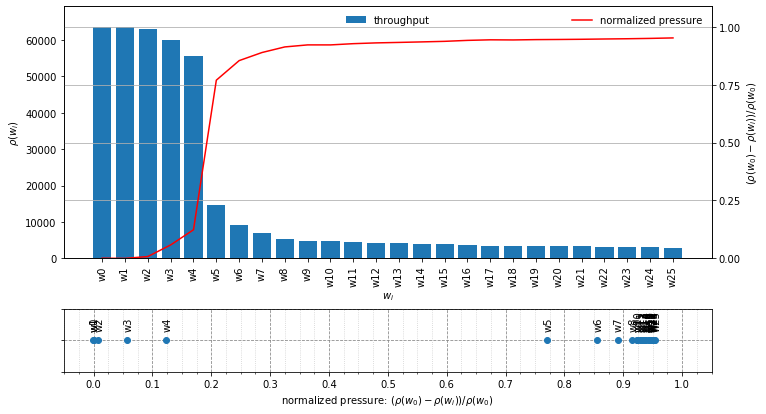 throughput
normalized pressure
60000
50000
40000
30000
20000
10000
0
ρ(wᵢ)
1.00
0.75
0.50
0.25
0.00
(ρ(w₀) − ρ(wᵢ))/ρ(w₀)
w0 w1 w2 w3 w4 w5 w6 w7 w8 w9 w10 w11 w12 w13 w14 w15 w16 w17 w18 w19 w20 w21 w22 w23 w24 w25
wᵢ
w2 w3 w4 w5 w6 w7
0.0 0.1 0.2 0.3 0.4 0.5 0.6 0.7 0.8 0.9 1.0
normalized pressure: (ρ(w₀) − ρ(wᵢ))/ρ(w₀)